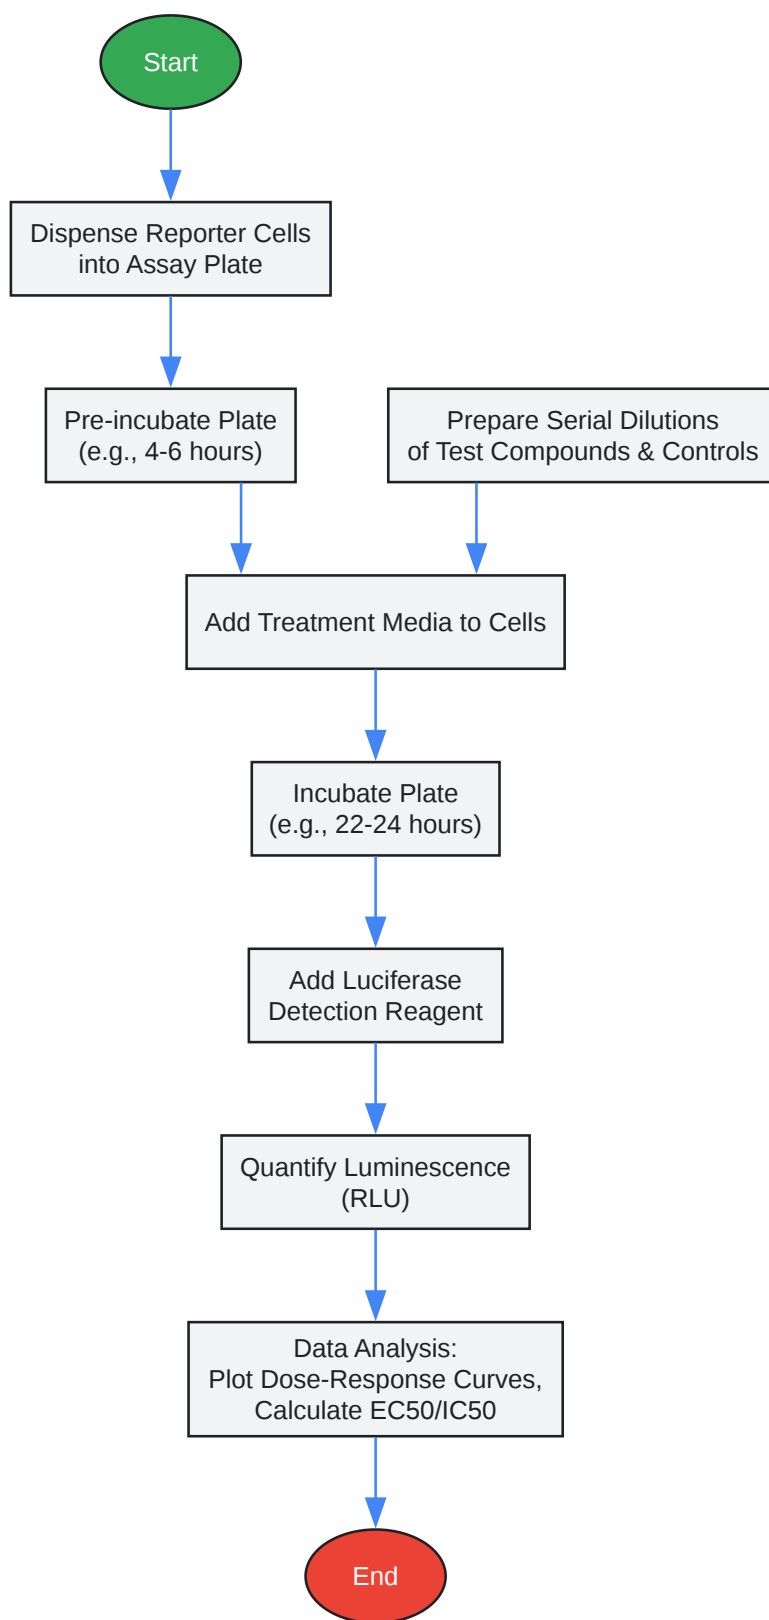 Start
Dispense Reporter Cells
into Assay Plate
Pre-incubate Plate
(e.g., 4-6 hours)
Prepare Serial Dilutions
of Test Compounds & Controls
Add Treatment Media to Cells
Incubate Plate
(e.g., 22-24 hours)
Add Luciferase
Detection Reagent
Quantify Luminescence
(RLU)
Data Analysis:
Plot Dose-Response Curves,
Calculate EC50/IC50
End